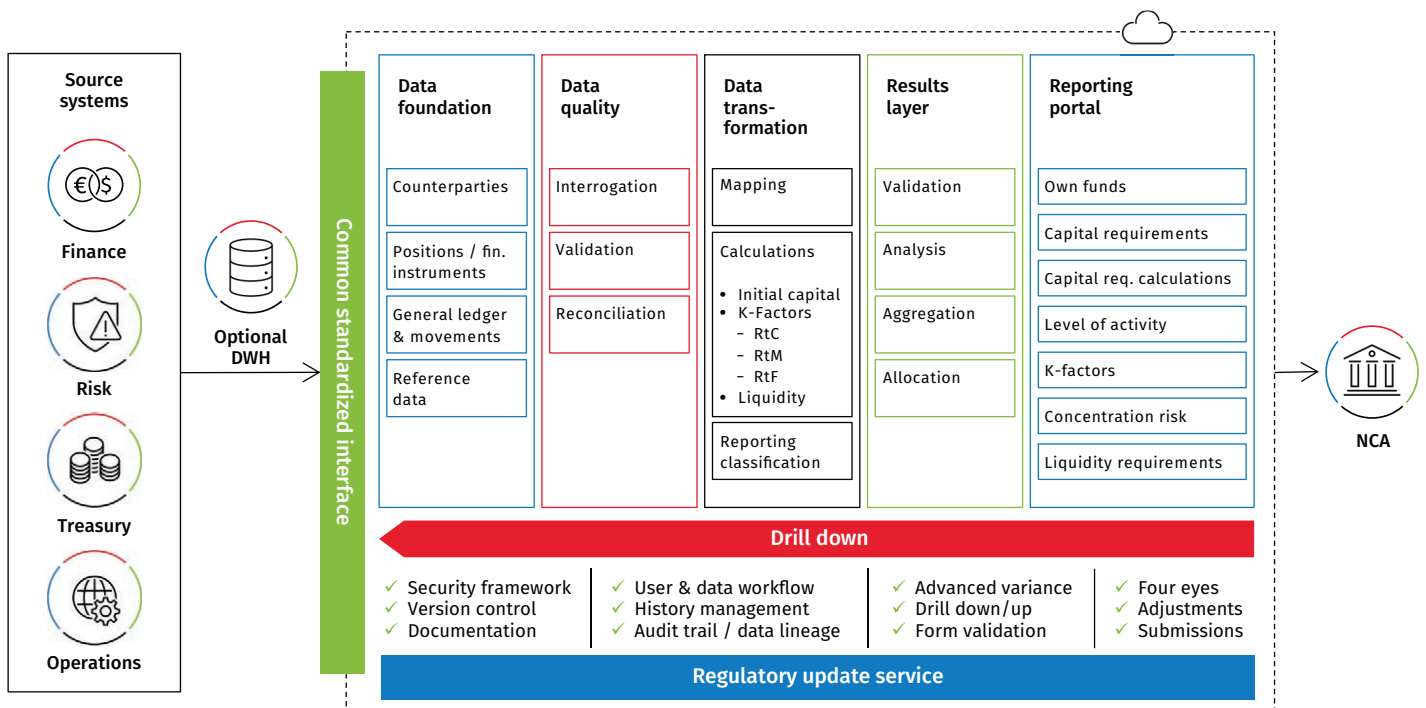 Source
systems
€ $
Finance
Risk
Treasury
Operations
Optional
DWH
Common standardized interface
Data
foundation
Counterparties
Positions / fin.
instruments
General ledger
& movements
Reference
data
Data
quality
Interrogation
Validation
Reconciliation
Data
trans-
formation
Mapping
Calculations
• Initial capital
• K-Factors
– RtC
– RtM
– RtF
• Liquidity
Reporting
classification
Results
layer
Validation
Analysis
Aggregation
Allocation
Reporting
portal
Own funds
Capital requirements
Capital req. calculations
Level of activity
K-factors
Concentration risk
Liquidity requirements
Drill down
✓ Security framework
✓ Version control
✓ Documentation
✓ User & data workflow
✓ History management
✓ Audit trail / data lineage
✓ Advanced variance
✓ Drill down/up
✓ Form validation
✓ Four eyes
✓ Adjustments
✓ Submissions
Regulatory update service
NCA